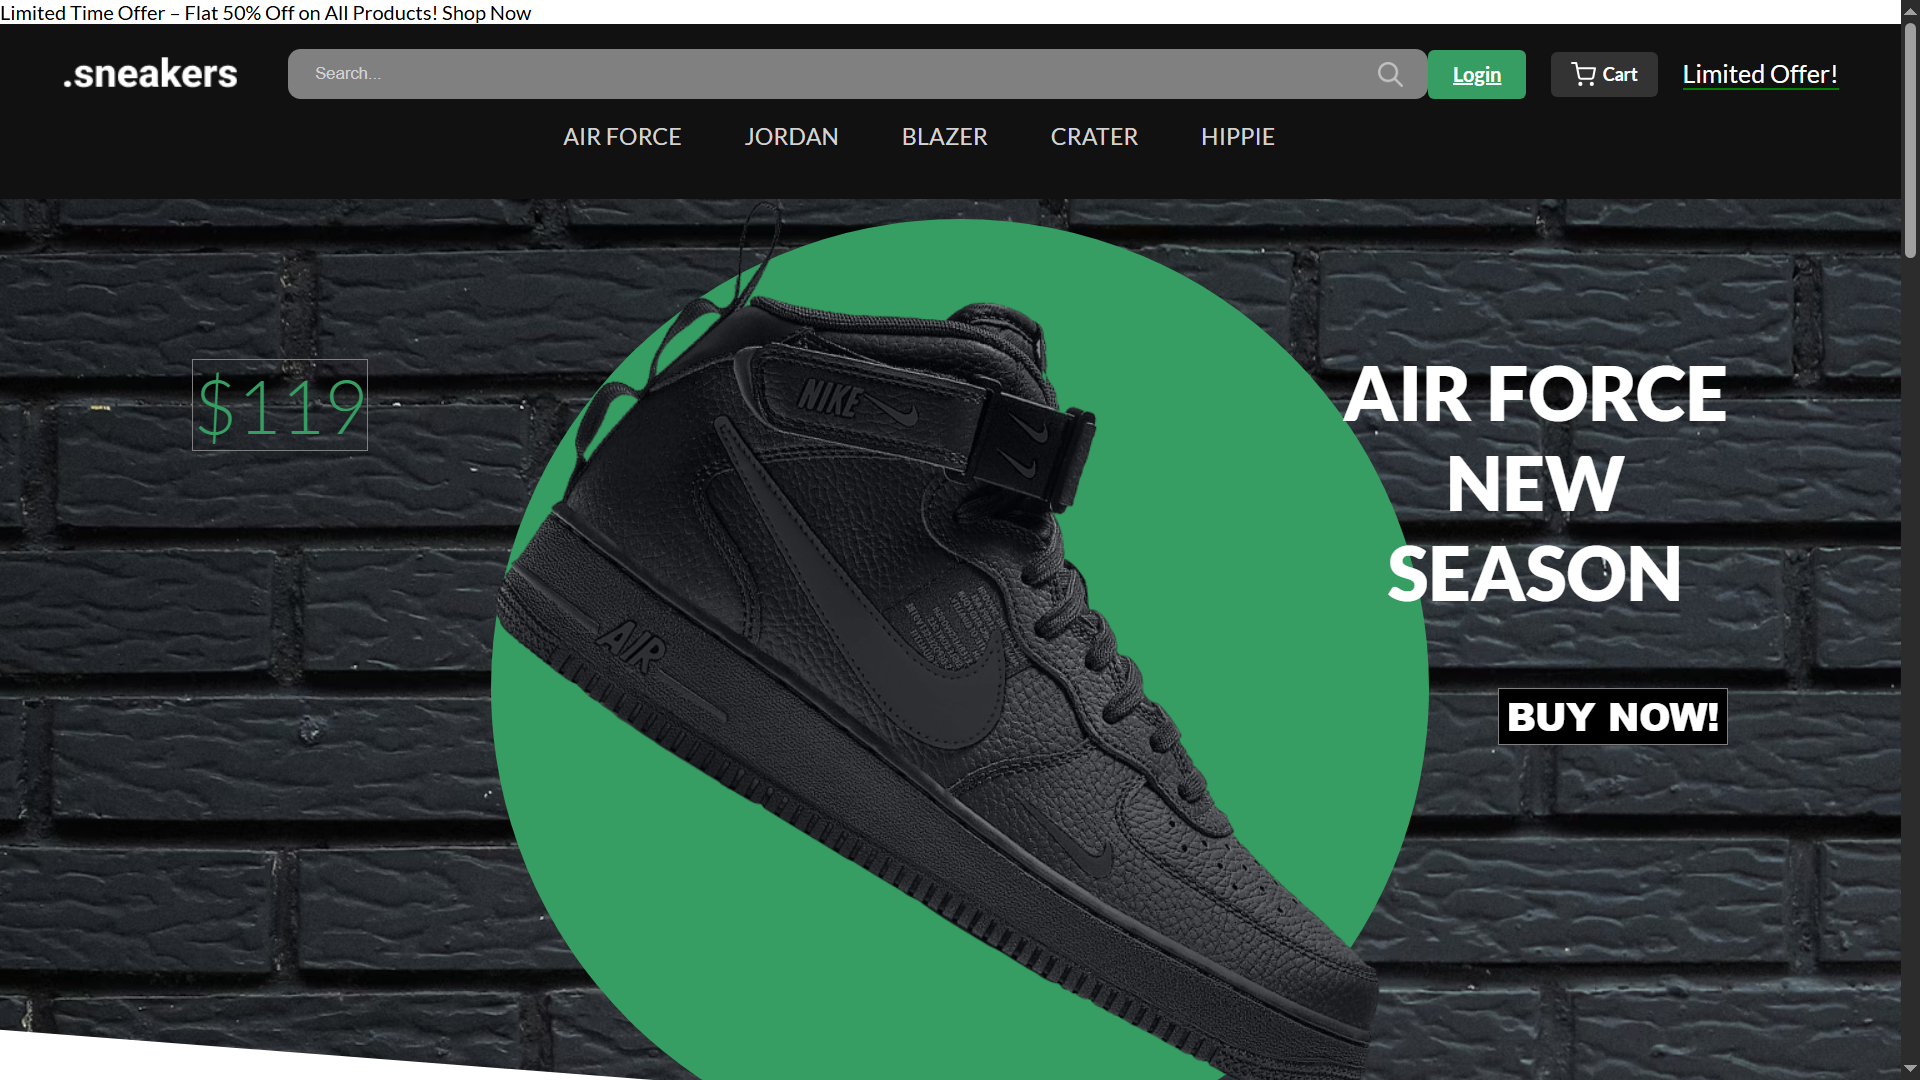 Limited Time Offer – Flat 50% Off on All Products! Shop Now
.sneakers
Search...
Login
Cart
Limited Offer!
AIR FORCE
JORDAN
BLAZER
CRATER
HIPPIE
$119
AIR FORCE
NEW
SEASON
BUY NOW!
NIKE
AIR